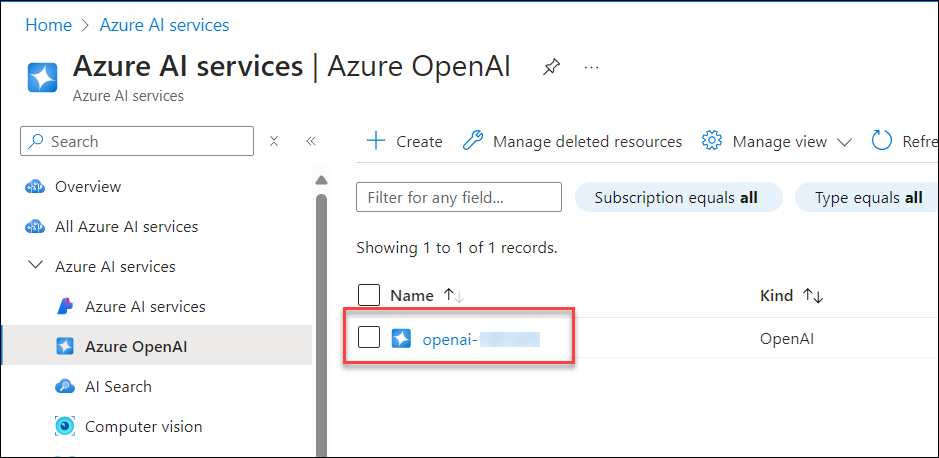 Home > Azure AI services
Azure AI services | Azure OpenAI
Azure AI services
Search
Create Manage deleted resources Manage view Refre
Overview
All Azure AI services
Azure AI services
Azure AI services
Azure OpenAI
AI Search
Computer vision
Filter for any field... Subscription equals all Type equals all
Showing 1 to 1 of 1 records.
Name Kind
openai- OpenAI